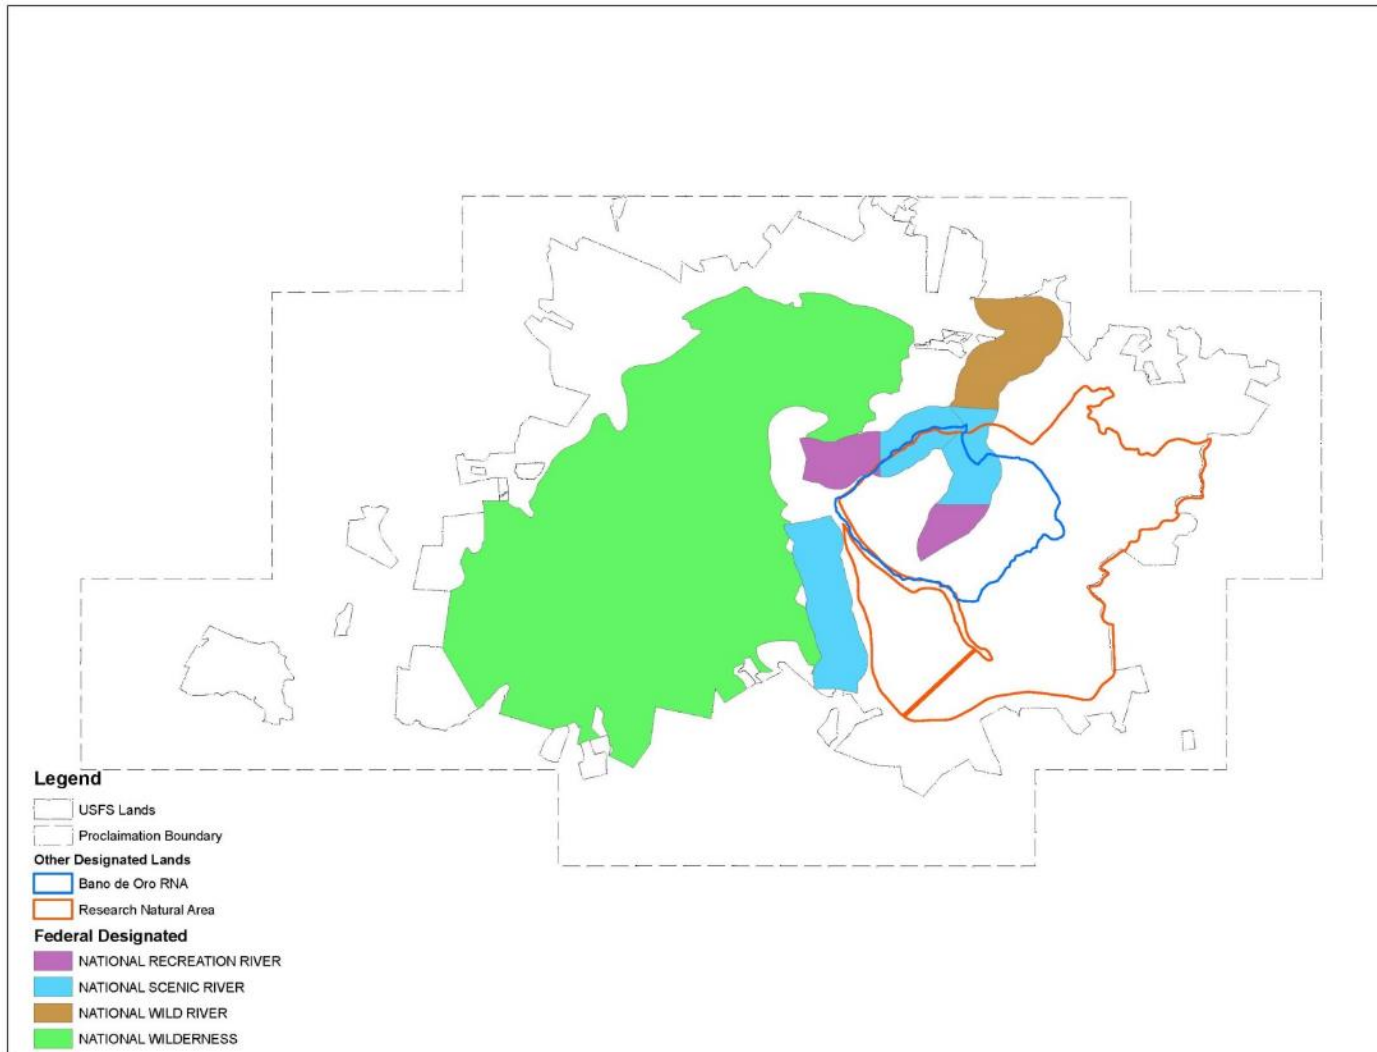 Legend
USFS Lands
Proclaimation Boundary
Other Designated Lands
Bano de Oro RNA
Research Natural Area
Federal Designated
NATIONAL RECREATION RIVER
NATIONAL SCENIC RIVER
NATIONAL WILD RIVER
NATIONAL WILDERNESS